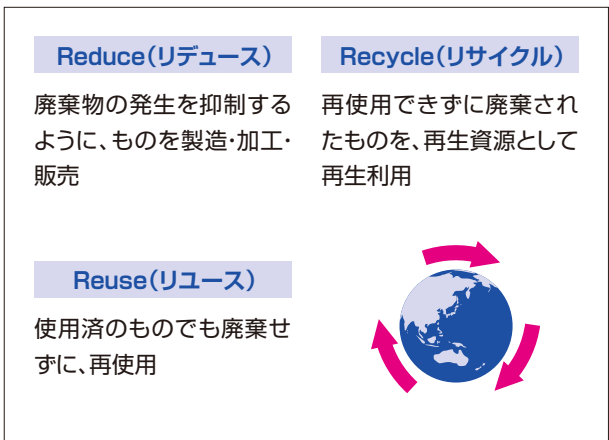 Reduce(リデュース)
廃棄物の発生を抑制する
ように、ものを製造・加工・
販売
Recycle(リサイクル)
再使用できずに廃棄され
たものを、再生資源として
再生利用
Reuse(リユース)
使用済のものでも廃棄せ
ずに、再使用